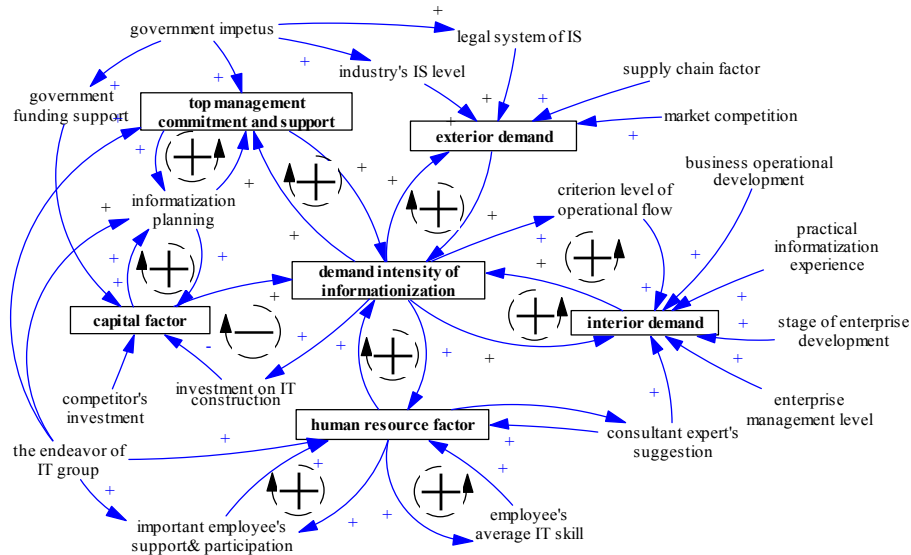 government impetus
legal system of IS
industry's IS level
supply chain factor
government
funding support
top management
commitment and support
exterior demand
market competition
business operational
development
informatization
planning
criterion level of
operational flow
practical
informatization
experience
demand intensity of
informationization
capital factor
interior demand
stage of enterprise
development
competitor's
investment
investment on IT
construction
enterprise
management level
human resource factor
consultant expert's
suggestion
the endeavor of
IT group
important employee's
support& participation
employee's
average IT skill